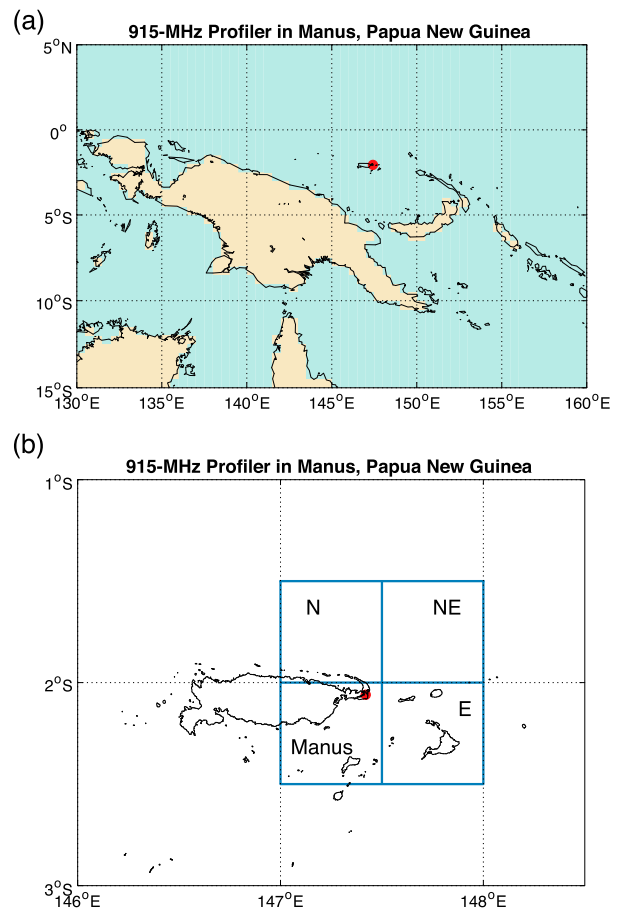 (a)
915-MHz Profiler in Manus, Papua New Guinea
5°N
0°
5°S
10°S
15°S
130°E 135°E 140°E 145°E 150°E 155°E 160°E
(b)
915-MHz Profiler in Manus, Papua New Guinea
1°S
N NE
2°S
E
Manus
3°S
146°E 147°E 148°E